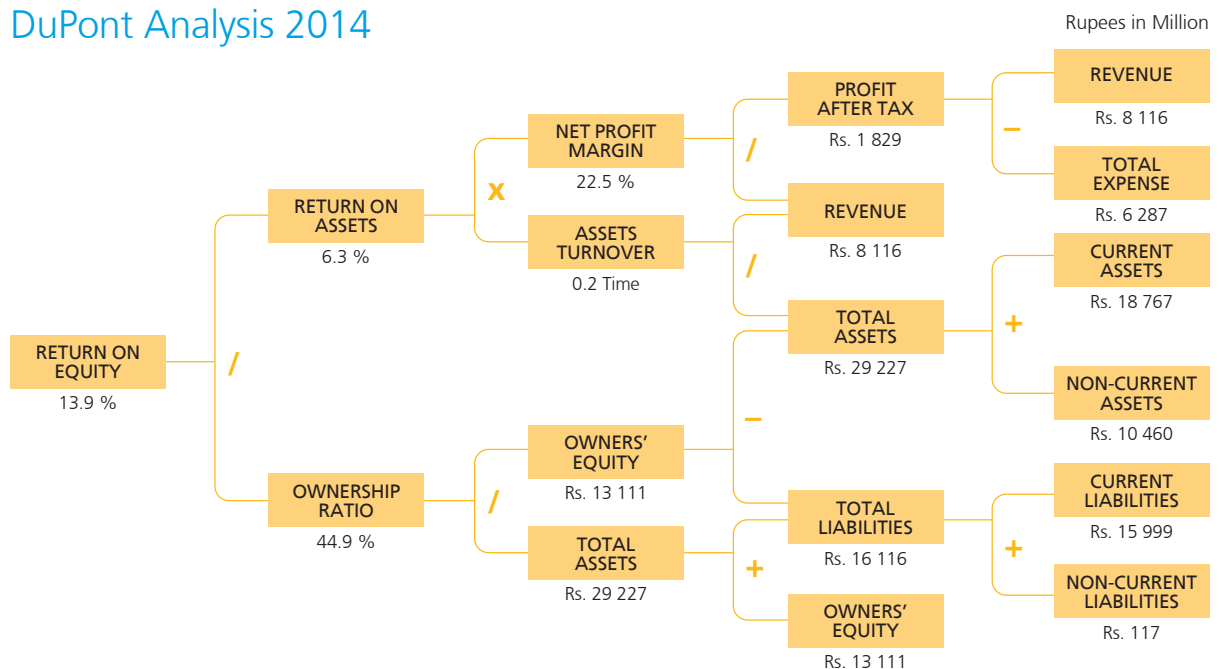 DuPont Analysis 2014
Rupees in Million
RETURN ON
EQUITY
13.9 %
/
RETURN ON
ASSETS
6.3 %
OWNERSHIP
RATIO
44.9 %
x
/
NET PROFIT
MARGIN
22.5 %
ASSETS
TURNOVER
0.2 Time
OWNERS'
EQUITY
Rs. 13 111
TOTAL
ASSETS
Rs. 29 227
/
/
–
+
PROFIT
AFTER TAX
Rs. 1 829
REVENUE
Rs. 8 116
TOTAL
ASSETS
Rs. 29 227
TOTAL
LIABILITIES
Rs. 16 116
OWNERS'
EQUITY
Rs. 13 111
–
+
+
REVENUE
Rs. 8 116
TOTAL
EXPENSE
Rs. 6 287
CURRENT
ASSETS
Rs. 18 767
NON-CURRENT
ASSETS
Rs. 10 460
CURRENT
LIABILITIES
Rs. 15 999
NON-CURRENT
LIABILITIES
Rs. 117